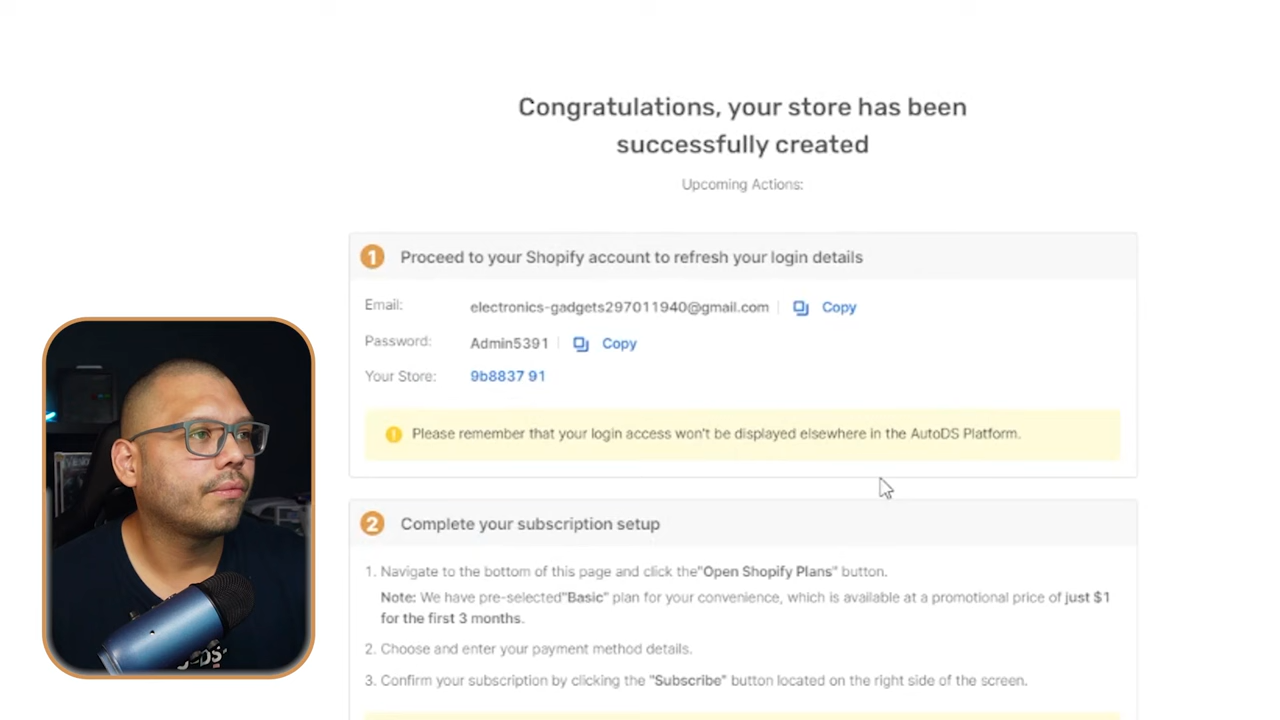 Congratulations, your store has been
successfully created
Upcoming Actions:
1 Proceed to your Shopify account to refresh your login details
Email: electronics-gadgets297011940@gmail.com Copy
Password: Admin5391 Copy
Your Store: 9b8837 91
Please remember that your login access won't be displayed elsewhere in the AutoDS Platform.
2 Complete your subscription setup
1. Navigate to the bottom of this page and click the"Open Shopify Plans" button.
Note: We have pre-selected"Basic" plan for your convenience, which is available at a promotional price of just $1
for the first 3 months.
2. Choose and enter your payment method details.
3. Confirm your subscription by clicking the "Subscribe" button located on the right side of the screen.